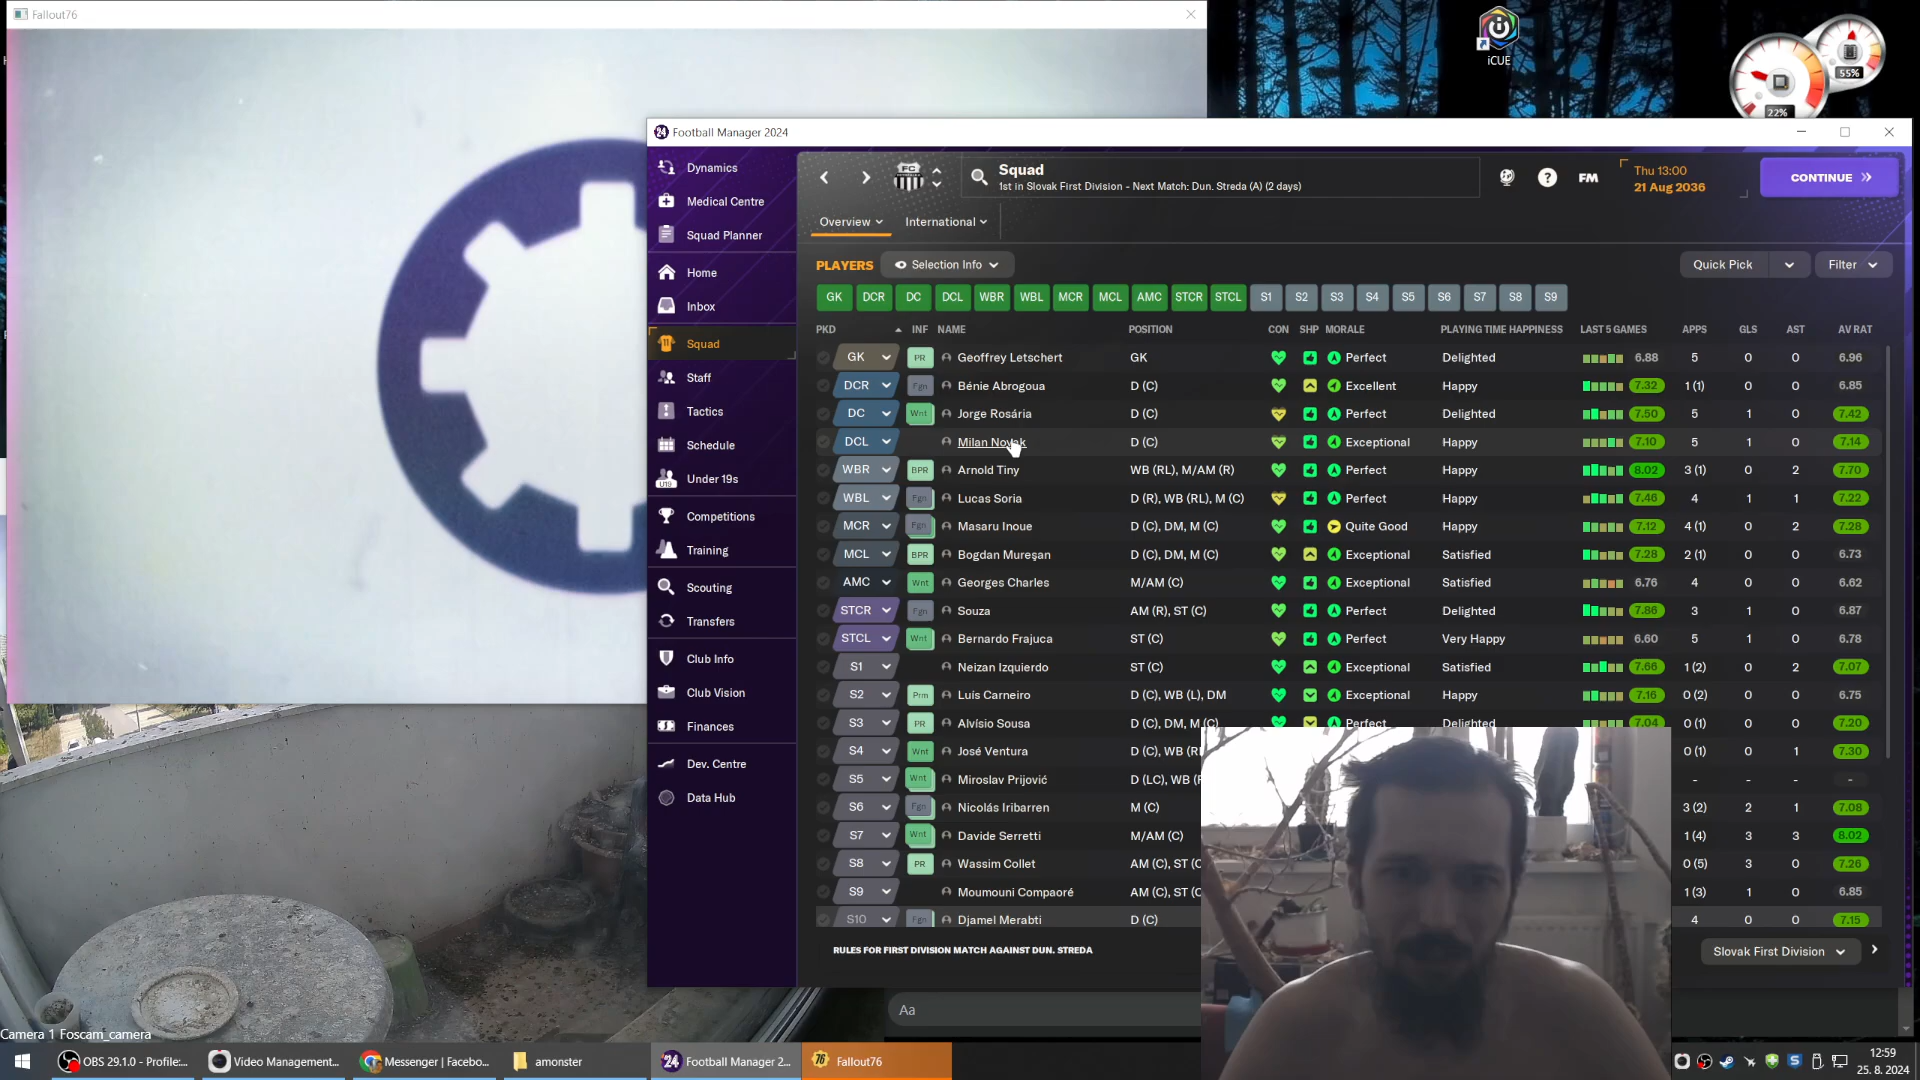 Fallout76
iCUE
55%
22%
Football Manager 2024
Dynamics
Medical Centre
Squad Planner
Home
Inbox
Squad
Staff
Tactics
Schedule
Under 19s
Competitions
Training
Scouting
Transfers
Club Info
Club Vision
Finances
Dev. Centre
Data Hub
Squad
1st in Slovak First Division - Next Match: Dun. Streda (A) (2 days)
FM
Thu 13:00
21 Aug 2036
CONTINUE
Overview International
PLAYERS Selection Info Quick Pick Filter
GK DCR DC DCL WBR WBL MCR MCL AMC STCR STCL S1 S2 S3 S4 S5 S6 S7 S8 S9
PKD INF NAME POSITION CON SHP MORALE PLAYING TIME HAPPINESS LAST 5 GAMES APPS GLS AST AV RAT
GK PR Geoffrey Letschert GK Perfect Delighted 6.88 5 0 0 6.96
DCR Fgn Bénie Abrogoua D (C) Excellent Happy 7.32 1 (1) 0 0 6.85
DC Wnt Jorge Rosária D (C) Perfect Delighted 7.50 5 1 0 7.42
DCL Milan Novak D (C) Exceptional Happy 7.10 5 1 0 7.14
WBR BPR Arnold Tiny WB (RL), M/AM (R) Perfect Happy 8.02 3 (1) 0 2 7.70
WBL Fgn Lucas Soria D (R), WB (RL), M (C) Perfect Happy 7.46 4 1 1 7.22
MCR Fgn Masaru Inoue D (C), DM, M (C) Quite Good Happy 7.12 4 (1) 0 2 7.28
MCL BPR Bogdan Mureşan D (C), DM, M (C) Exceptional Satisfied 7.28 2 (1) 0 0 6.73
AMC Wnt Georges Charles M/AM (C) Exceptional Satisfied 6.76 4 0 0 6.62
STCR Fgn Souza AM (R), ST (C) Perfect Delighted 7.86 3 1 0 6.87
STCL Wnt Bernardo Frajuca ST (C) Perfect Very Happy 6.60 5 1 0 6.78
S1 Neizan Izquierdo ST (C) Exceptional Satisfied 7.66 1 (2) 0 2 7.07
S2 Prm Luís Carneiro D (C), WB (L), DM Exceptional Happy 7.16 0 (2) 0 0 6.75
S3 PR Alvísio Sousa D (C), DM, M (C) Perfect Delighted 7.04 0 (1) 0 0 7.20
S4 Wnt José Ventura D (C), WB (R 0 (1) 0 1 7.30
S5 Wnt Miroslav Prijović D (LC), WB (R - - - -
S6 Fgn Nicolás Iribarren M (C) 3 (2) 2 1 7.08
S7 Wnt Davide Serretti M/AM (C) 1 (4) 3 3 8.02
S8 PR Wassim Collet AM (C), ST (C 0 (5) 3 0 7.26
S9 Moumouni Compaoré AM (C), ST (C 1 (3) 1 0 6.85
S10 Fgn Djamel Merabti D (C) 4 0 0 7.15
RULES FOR FIRST DIVISION MATCH AGAINST DUN. STREDA
Slovak First Division
Aa
Camera 1 Foscam_camera
OBS 29.1.0 - Profile:... Video Management... Messenger | Facebo... amonster Football Manager 2... Fallout76
12:59
25. 8. 2024